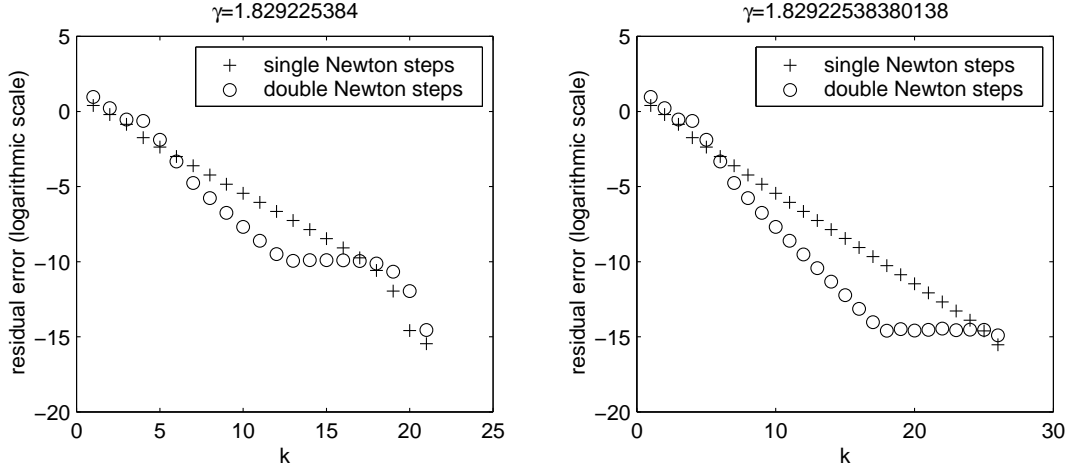 γ=1.829225384
5
0
−5
−10
−15
−20
0
5
10
15
20
25
k
residual error (logarithmic scale)
single Newton steps
double Newton steps
γ=1.82922538380138
5
0
−5
−10
−15
−20
0
10
20
30
k
residual error (logarithmic scale)
single Newton steps
double Newton steps